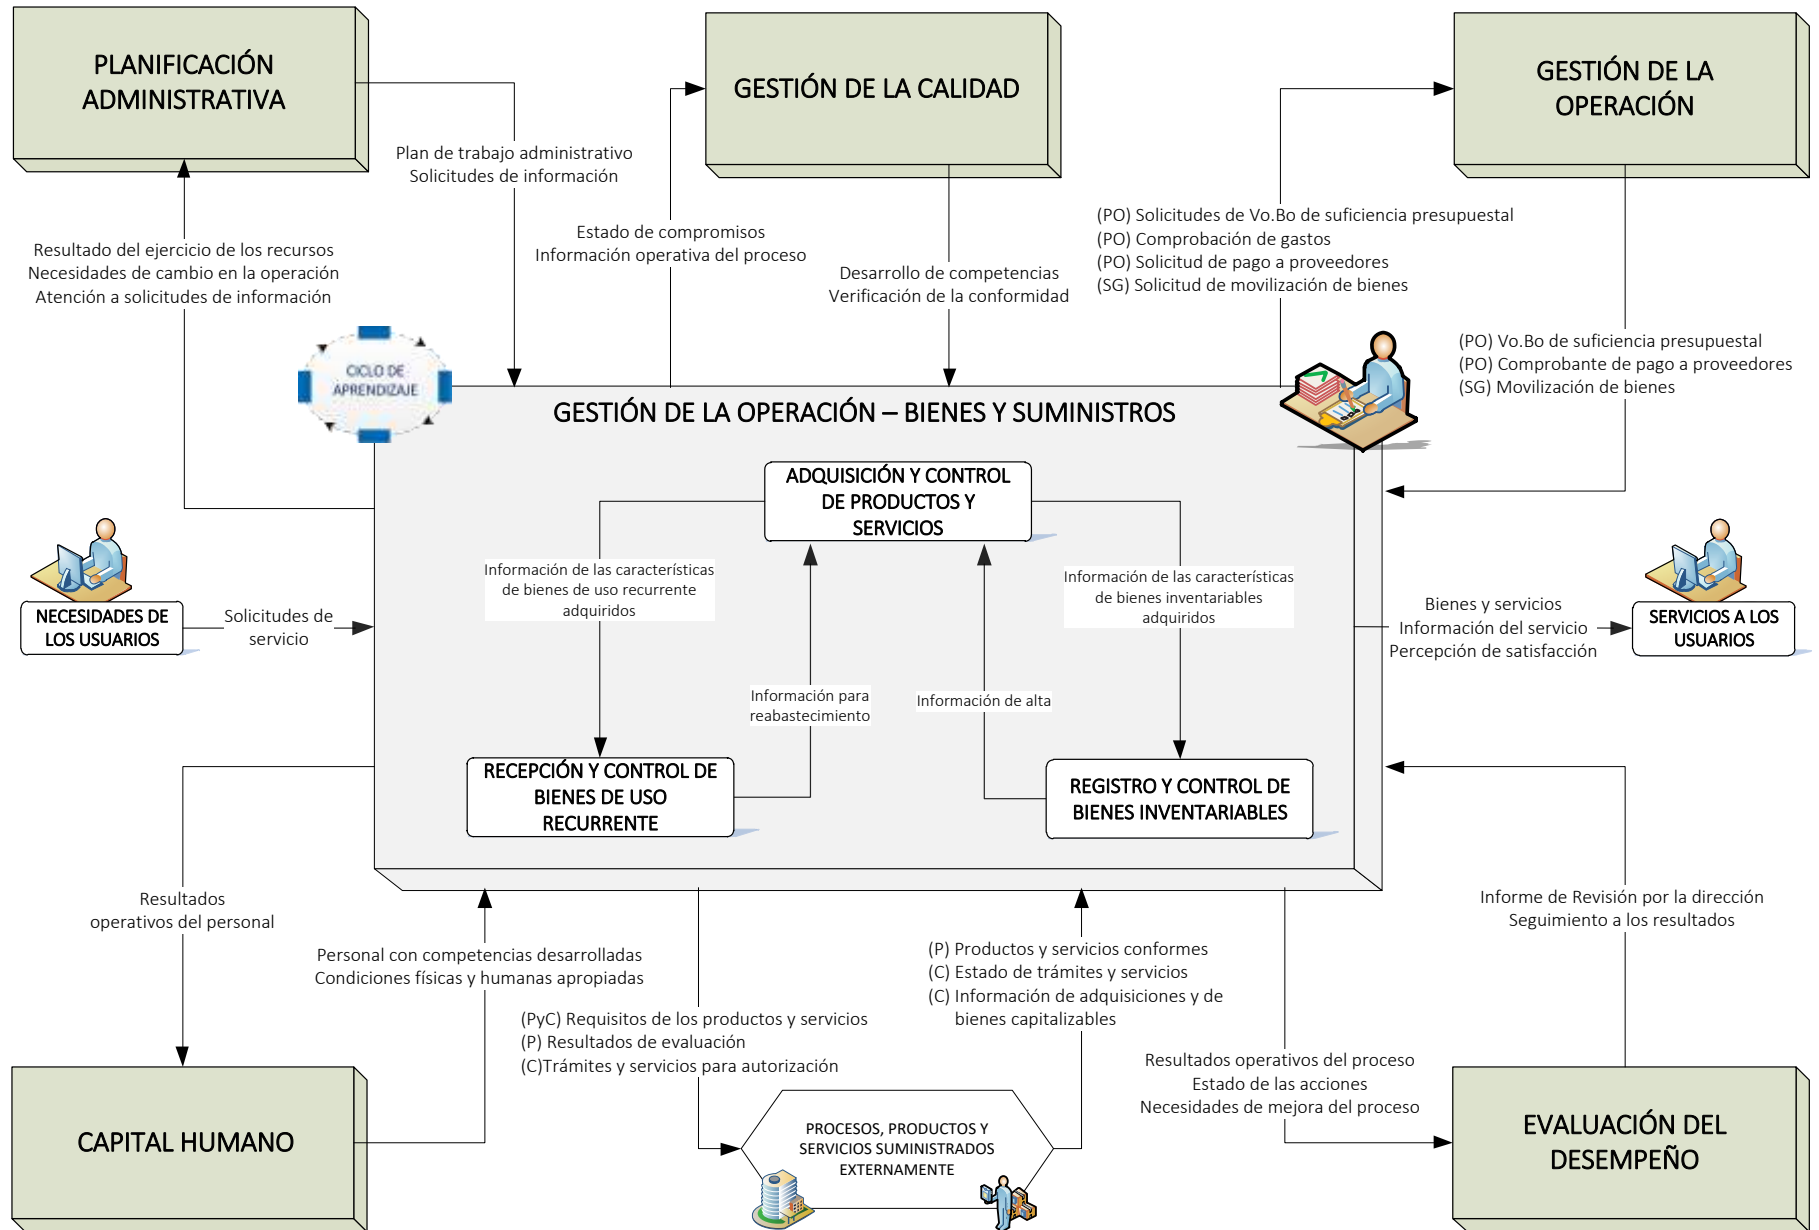 PLANIFICACIÓN
ADMINISTRATIVA
GESTIÓN DE LA CALIDAD
GESTIÓN DE LA
OPERACIÓN
Plan de trabajo administrativo
Solicitudes de información
Resultado del ejercicio de los recursos
Necesidades de cambio en la operación
Atención a solicitudes de información
Estado de compromisos
Información operativa del proceso
Desarrollo de competencias
Verificación de la conformidad
(PO) Solicitudes de Vo.Bo de suficiencia presupuestal
(PO) Comprobación de gastos
(PO) Solicitud de pago a proveedores
(SG) Solicitud de movilización de bienes
(PO) Vo.Bo de suficiencia presupuestal
(PO) Comprobante de pago a proveedores
(SG) Movilización de bienes
CICLO DE
APRENDIZAJE
GESTIÓN DE LA OPERACIÓN – BIENES Y SUMINISTROS
ADQUISICIÓN Y CONTROL
DE PRODUCTOS Y
SERVICIOS
Información de las características
de bienes de uso recurrente
adquiridos
Información de las características
de bienes inventariables
adquiridos
NECESIDADES DE
LOS USUARIOS
Solicitudes de
servicio
Bienes y servicios
Información del servicio
Percepción de satisfacción
SERVICIOS A LOS
USUARIOS
Información para
reabastecimiento
Información de alta
RECEPCIÓN Y CONTROL DE
BIENES DE USO
RECURRENTE
REGISTRO Y CONTROL DE
BIENES INVENTARIABLES
Resultados
operativos del personal
Personal con competencias desarrolladas
Condiciones físicas y humanas apropiadas
(PyC) Requisitos de los productos y servicios
(P) Resultados de evaluación
(C)Trámites y servicios para autorización
(P) Productos y servicios conformes
(C) Estado de trámites y servicios
(C) Información de adquisiciones y de
bienes capitalizables
Informe de Revisión por la dirección
Seguimiento a los resultados
Resultados operativos del proceso
Estado de las acciones
Necesidades de mejora del proceso
CAPITAL HUMANO
PROCESOS, PRODUCTOS Y
SERVICIOS SUMINISTRADOS
EXTERNAMENTE
EVALUACIÓN DEL
DESEMPEÑO